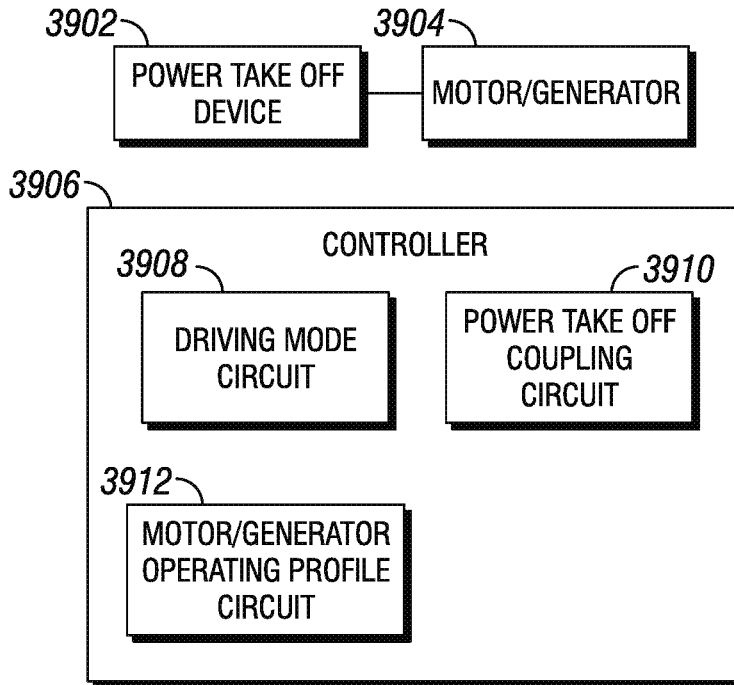 3902
POWER TAKE OFF
DEVICE
3904
MOTOR/GENERATOR
3906
CONTROLLER
3908
DRIVING MODE
CIRCUIT
3910
POWER TAKE OFF
COUPLING
CIRCUIT
3912
MOTOR/GENERATOR
OPERATING PROFILE
CIRCUIT